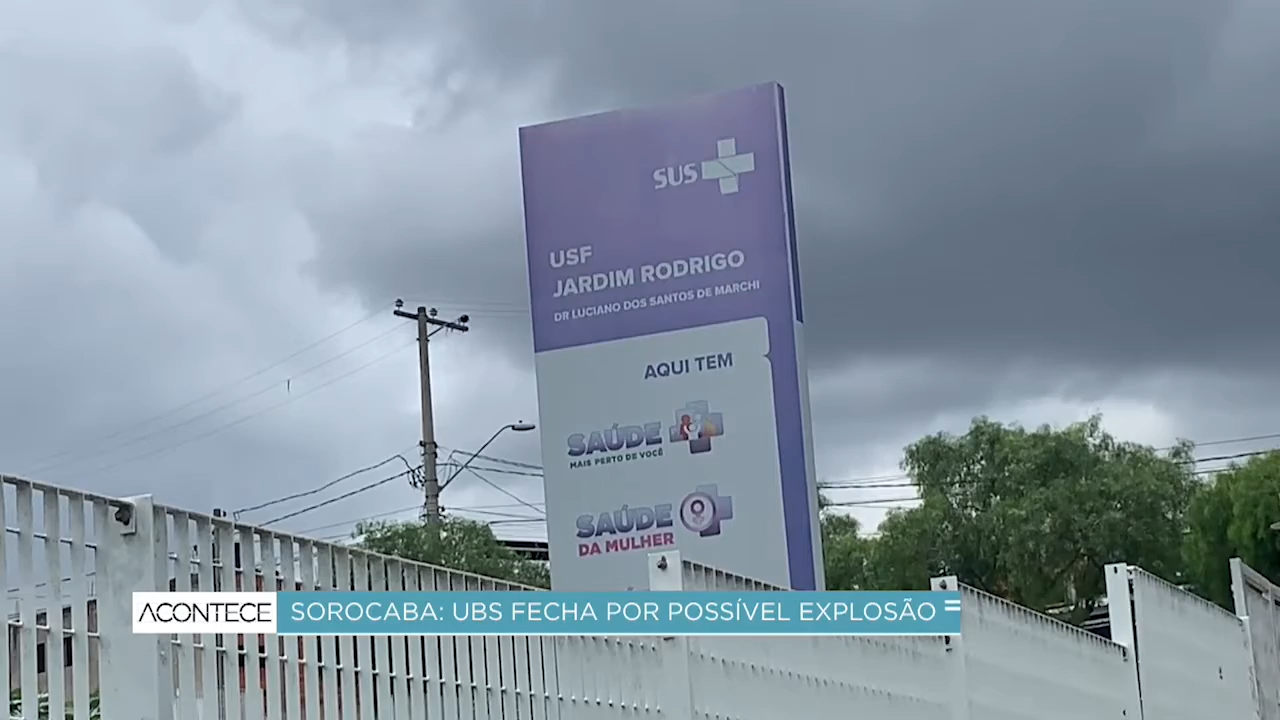 SUS
USF
JARDIM RODRIGO
DR LUCIANO DOS SANTOS DE MARCHI
AQUI TEM
SAÚDE
MAIS PERTO DE VOCÊ
SAÚDE
DA MULHER
ACONTECE
SOROCABA: UBS FECHA POR POSSÍVEL EXPLOSÃO